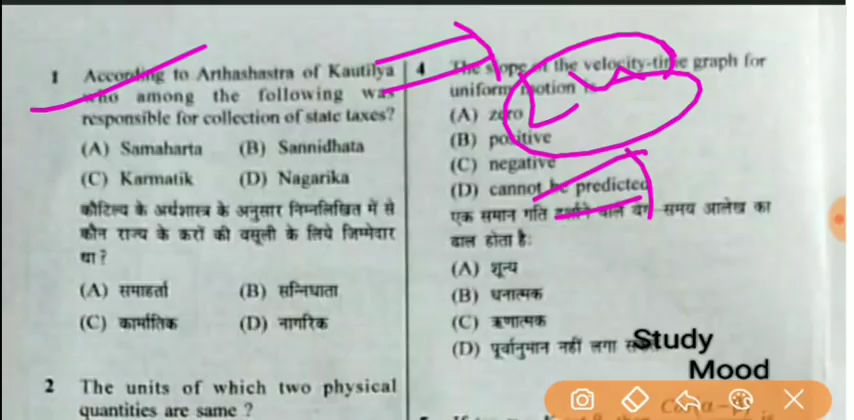 1 According to Arthashastra of Kautilya
who among the following was
responsible for collection of state taxes?
(A) Samaharta (B) Sannidhata
(C) Karmatik (D) Nagarika
कौटिल्य के अर्थशास्त्र के अनुसार निम्नलिखित में से
कौन राज्य के करों की वसूली के लिये जिम्मेदार
था?
(A) समाहर्ता (B) सन्निधाता
(C) कार्मातिक (D) नागरिक
2 The units of which two physical
quantities are same ?
4 The slope of the velocity-time graph for
uniform motion is
(A) zero
(B) positive
(C) negative
(D) cannot be predicted
एक समान गति दर्शाने वाले वेग समय आलेख का
ढाल होता है:
(A) शून्य
(B) धनात्मक
(C) ऋणात्मक
(D) पूर्वानुमान नहीं लगा
Study
Mood